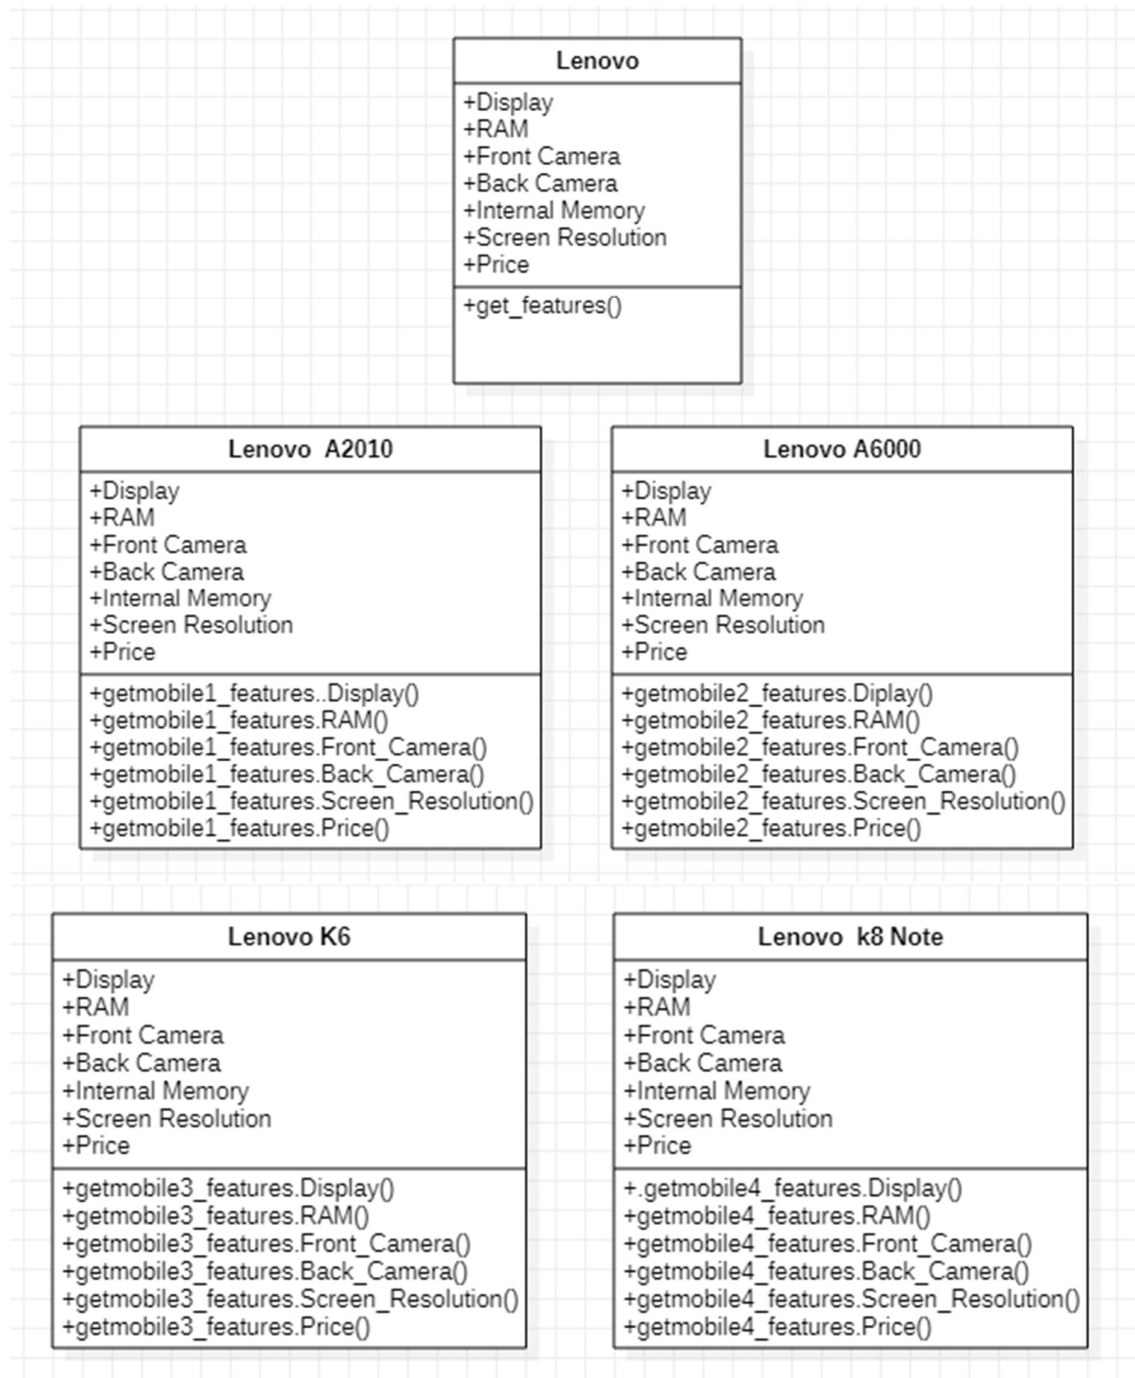 Lenovo
+Display
+RAM
+Front Camera
+Back Camera
+Internal Memory
+Screen Resolution
+Price
+get_features()
Lenovo  A2010
+Display
+RAM
+Front Camera
+Back Camera
+Internal Memory
+Screen Resolution
+Price
+getmobile1_features..Display()
+getmobile1_features.RAM()
+getmobile1_features.Front_Camera()
+getmobile1_features.Back_Camera()
+getmobile1_features.Screen_Resolution()
+getmobile1_features.Price()
Lenovo A6000
+Display
+RAM
+Front Camera
+Back Camera
+Internal Memory
+Screen Resolution
+Price
+getmobile2_features.Diplay()
+getmobile2_features.RAM()
+getmobile2_features.Front_Camera()
+getmobile2_features.Back_Camera()
+getmobile2_features.Screen_Resolution()
+getmobile2_features.Price()
Lenovo K6
+Display
+RAM
+Front Camera
+Back Camera
+Internal Memory
+Screen Resolution
+Price
+getmobile3_features.Display()
+getmobile3_features.RAM()
+getmobile3_features.Front_Camera()
+getmobile3_features.Back_Camera()
+getmobile3_features.Screen_Resolution()
+getmobile3_features.Price()
Lenovo  k8 Note
+Display
+RAM
+Front Camera
+Back Camera
+Internal Memory
+Screen Resolution
+Price
+.getmobile4_features.Display()
+getmobile4_features.RAM()
+getmobile4_features.Front_Camera()
+getmobile4_features.Back_Camera()
+getmobile4_features.Screen_Resolution()
+getmobile4_features.Price()